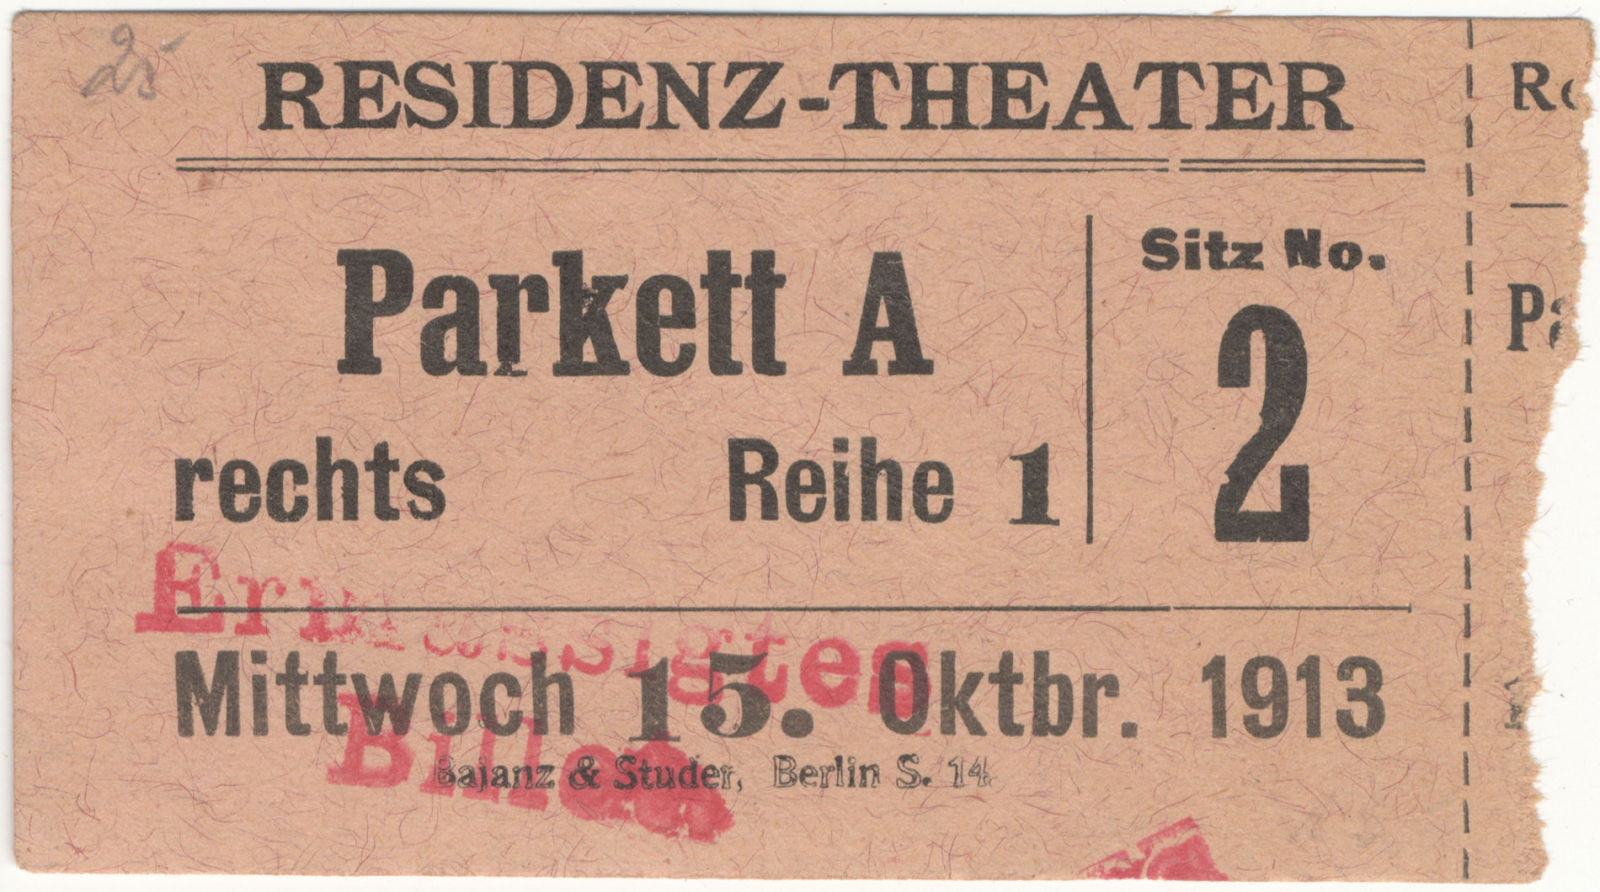 25
RESIDENZ-THEATER
Parkett A
Sitz No.
2
rechts Reihe 1
Ermässigtes
Billet
Mittwoch 15. Oktbr. 1913
Bajanz & Studer, Berlin S. 14